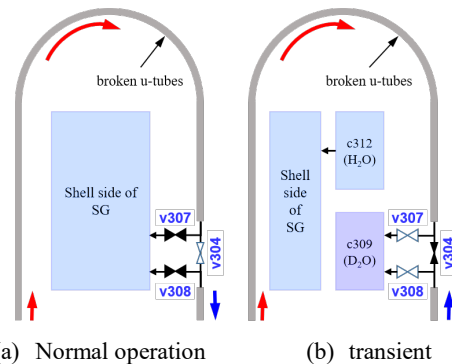 broken u-tubes
Shell side of
SG
v307
v304
v308
(a) Normal operation
broken u-tubes
c312
(H₂O)
Shell
side
of
SG
c309
(D₂O)
v307
v304
v308
(b) transient